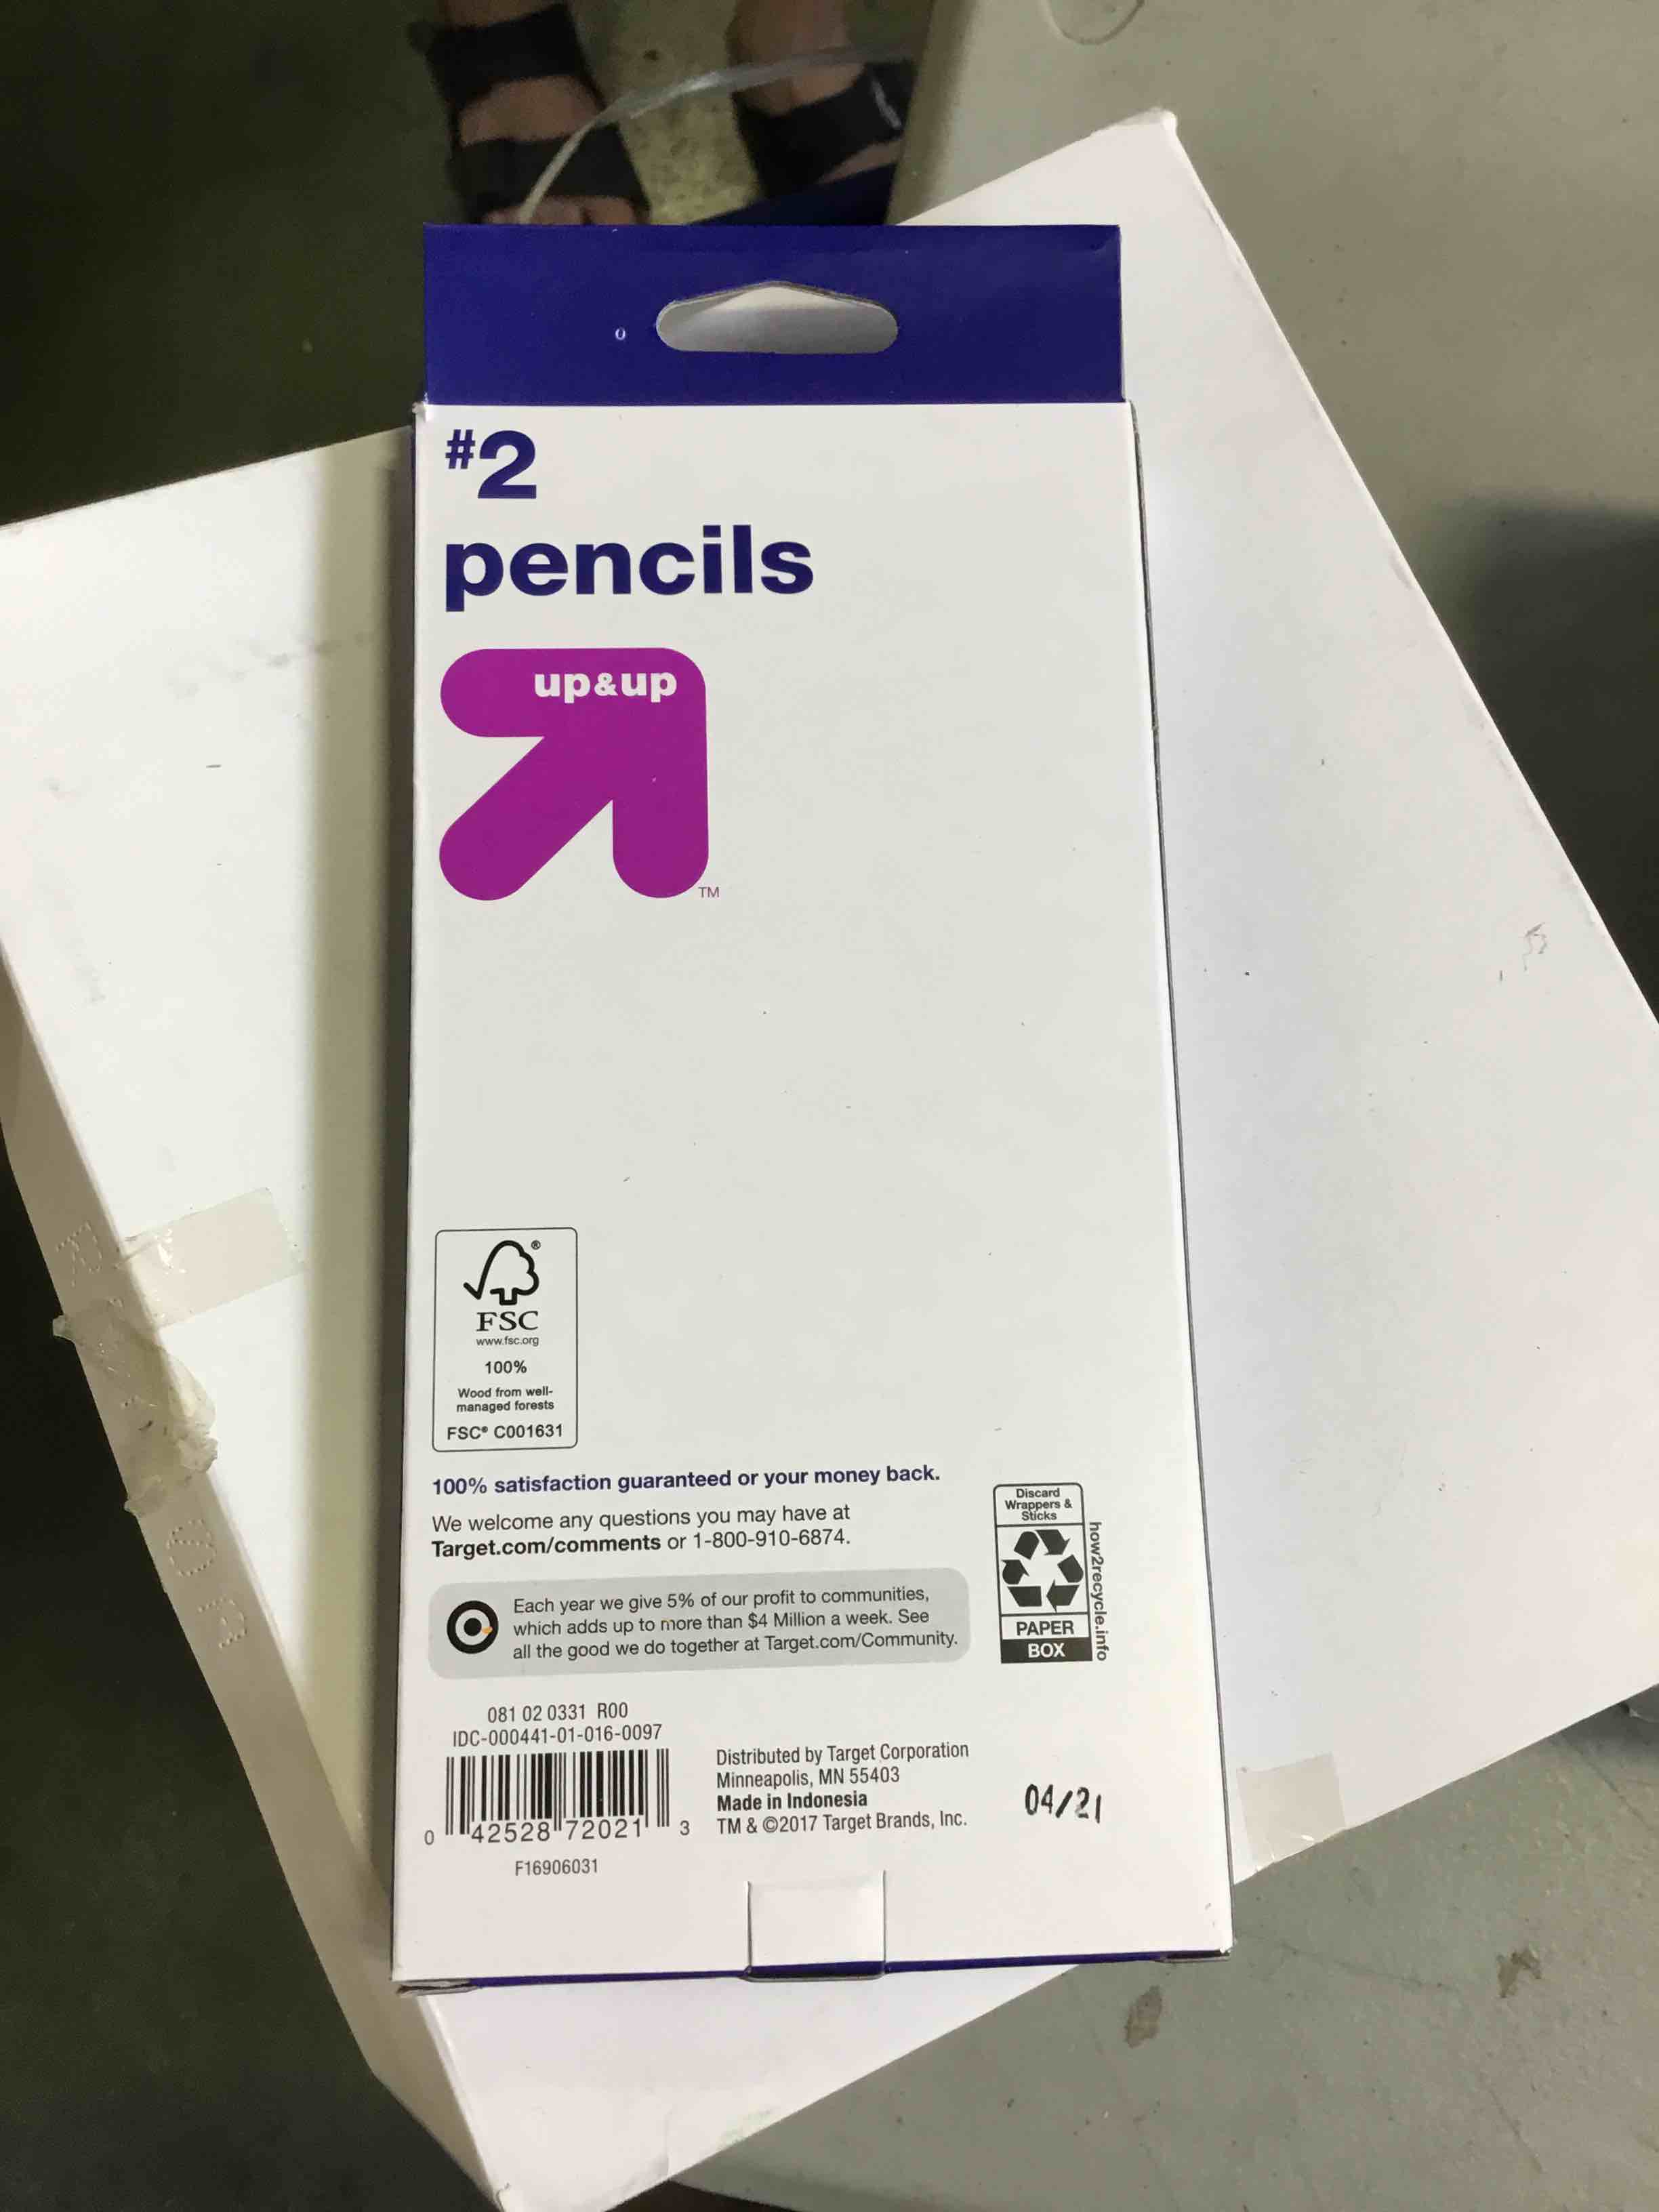 #2
pencils
up&up
TM
FSC®
www.fsc.org
100%
Wood from well-
managed forests
FSC® C001631
100% satisfaction guaranteed or your money back.
We welcome any questions you may have at
Target.com/comments or 1-800-910-6874.
Each year we give 5% of our profit to communities,
which adds up to more than $4 Million a week. See
all the good we do together at Target.com/Community.
Discard
Wrappers &
Sticks
PAPER
BOX
how2recycle.info
081 02 0331 R00
IDC-000441-01-016-0097
0 42528 72021 3
F16906031
Distributed by Target Corporation
Minneapolis, MN 55403
Made in Indonesia
TM & ©2017 Target Brands, Inc.
04/21